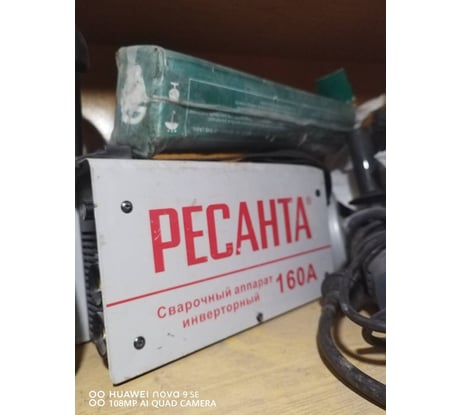 РЕСАНТА®
Сварочный аппарат
инверторный 160А
HUAWEI nova 9 SE
108MP AI QUAD CAMERA